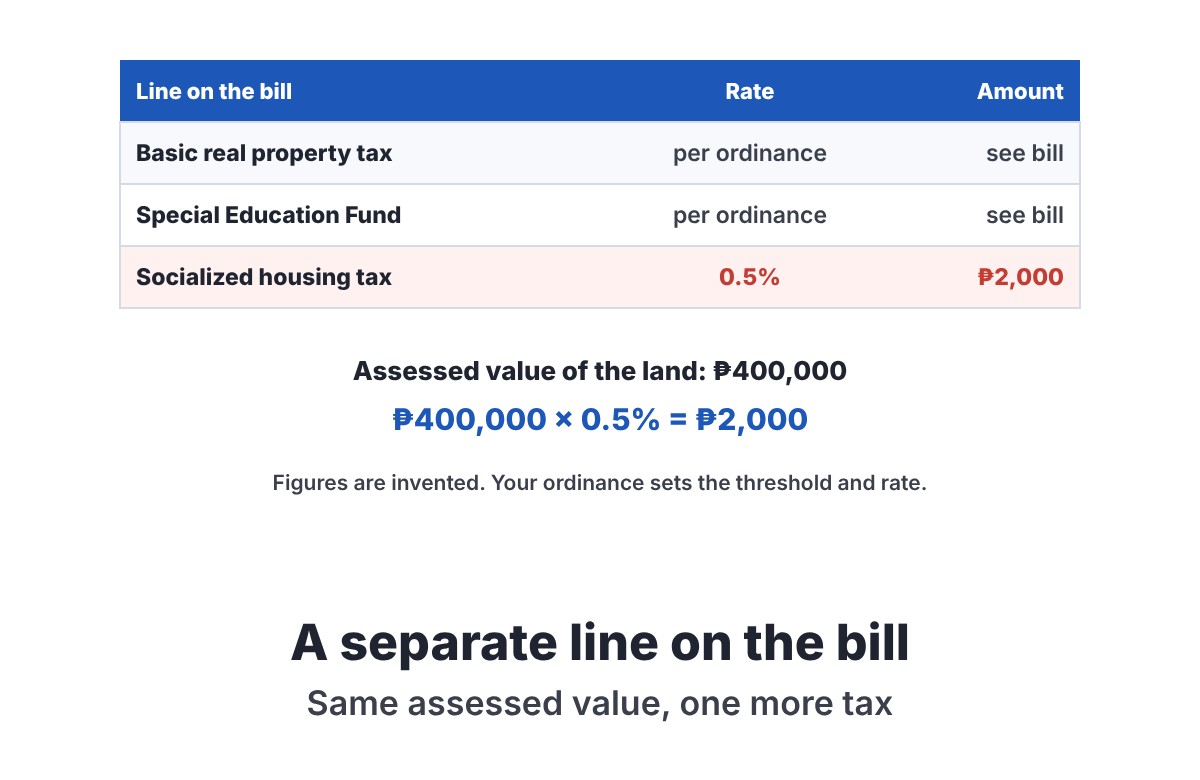 Line on the bill Rate Amount
Basic real property tax per ordinance see bill
Special Education Fund per ordinance see bill
Socialized housing tax 0.5% ₱2,000
Assessed value of the land: ₱400,000
₱400,000 × 0.5% = ₱2,000
Figures are invented. Your ordinance sets the threshold and rate.
A separate line on the bill
Same assessed value, one more tax